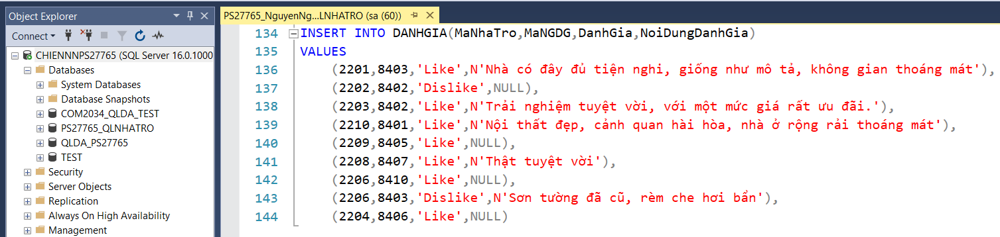 Object Explorer
Connect
CHIENNNPS27765 (SQL Server 16.0.1000
Databases
System Databases
Database Snapshots
COM2034_QLDA_TEST
PS27765_QLNHATRO
QLDA_PS27765
TEST
Security
Server Objects
Replication
Always On High Availability
Management
PS27765_NguyenNg...LNHATRO (sa (60))
134 INSERT INTO DANHGIA(MaNhaTro,MaNGDG,DanhGia,NoiDungDanhGia)
135 VALUES
136 (2201,8403,'Like',N'Nhà có đây đủ tiện nghi, giống như mô tả, không gian thoáng mát'),
137 (2202,8402,'Dislike',NULL),
138 (2203,8402,'Like',N'Trải nghiệm tuyệt vời, với một mức giá rất ưu đãi.'),
139 (2210,8401,'Like',N'Nội thất đẹp, cảnh quan hài hòa, nhà ở rộng rải thoáng mát'),
140 (2209,8405,'Like',NULL),
141 (2208,8407,'Like',N'Thật tuyệt vời'),
142 (2206,8410,'Like',NULL),
143 (2206,8403,'Dislike',N'Sơn tường đã cũ, rèm che hơi bẩn'),
144 (2204,8406,'Like',NULL)